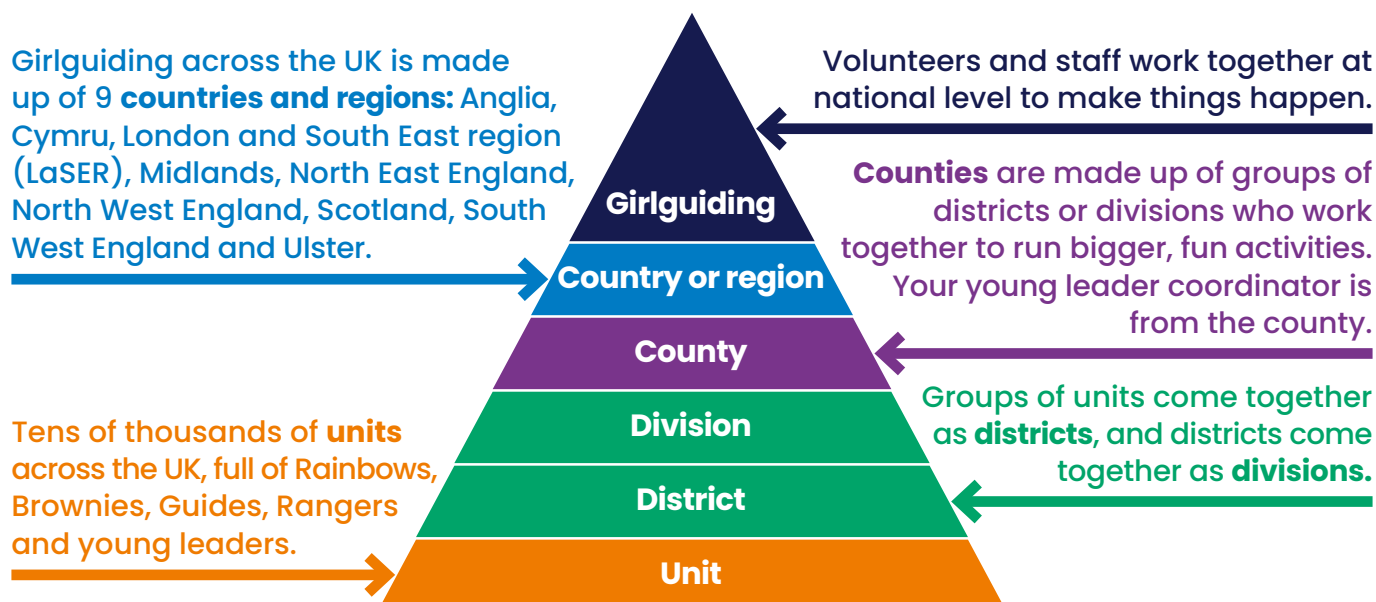 Girlguiding across the UK is made
up of 9 countries and regions: Anglia,
Cymru, London and South East region
(LaSER), Midlands, North East England,
North West England, Scotland, South
West England and Ulster.
Volunteers and staff work together at
national level to make things happen.
Girlguiding
Country or region
Counties are made up of groups of
districts or divisions who work
together to run bigger, fun activities.
Your young leader coordinator is
from the county.
County
Division
Groups of units come together
as districts, and districts come
together as divisions.
District
Tens of thousands of units
across the UK, full of Rainbows,
Brownies, Guides, Rangers
and young leaders.
Unit